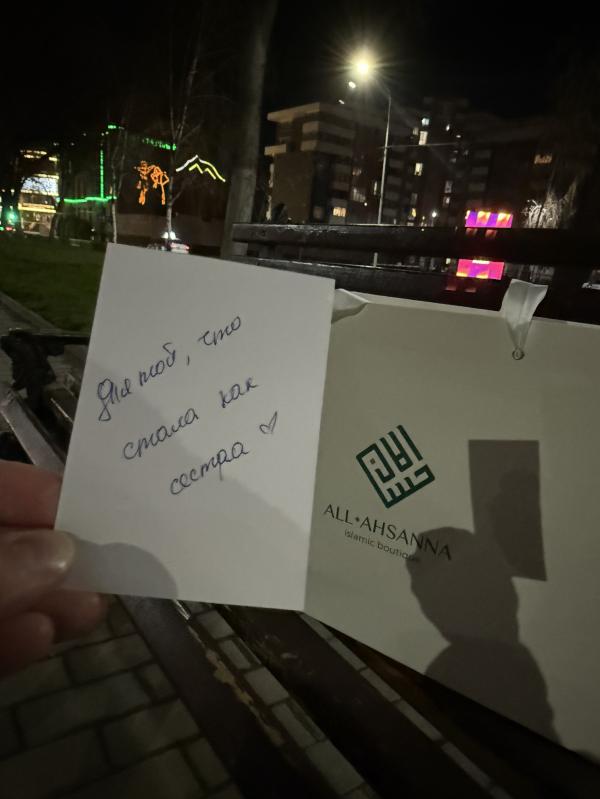 Для той, что
стала как
сестра ♡
ALL•AHSANNA
islamic boutique